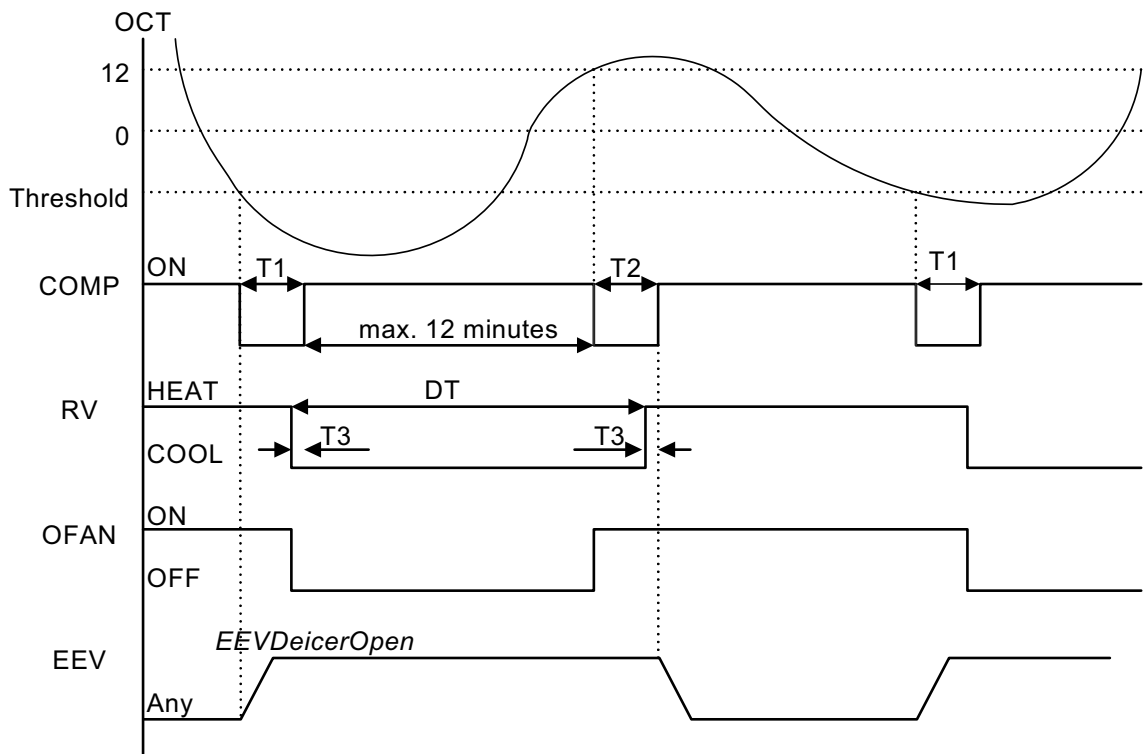 OCT
12
0
Threshold
COMP
ON
T1
T2
T1
max. 12 minutes
RV
HEAT
DT
COOL
T3
T3
OFAN
ON
OFF
EEV
EEVDeicerOpen
Any